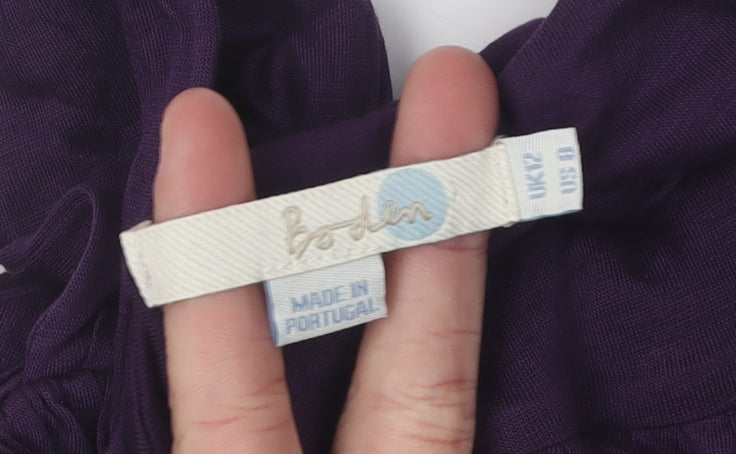 Boden
UK12
US 8
MADE IN
PORTUGAL